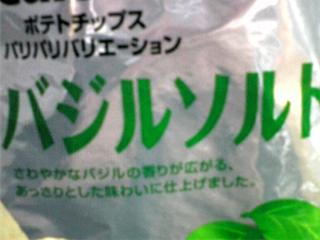 ポテトチップス
パリパリバリエーション
バジルソルト
さわやかなバジルの香りが広がる、
あっさりとした味わいに仕上げました。